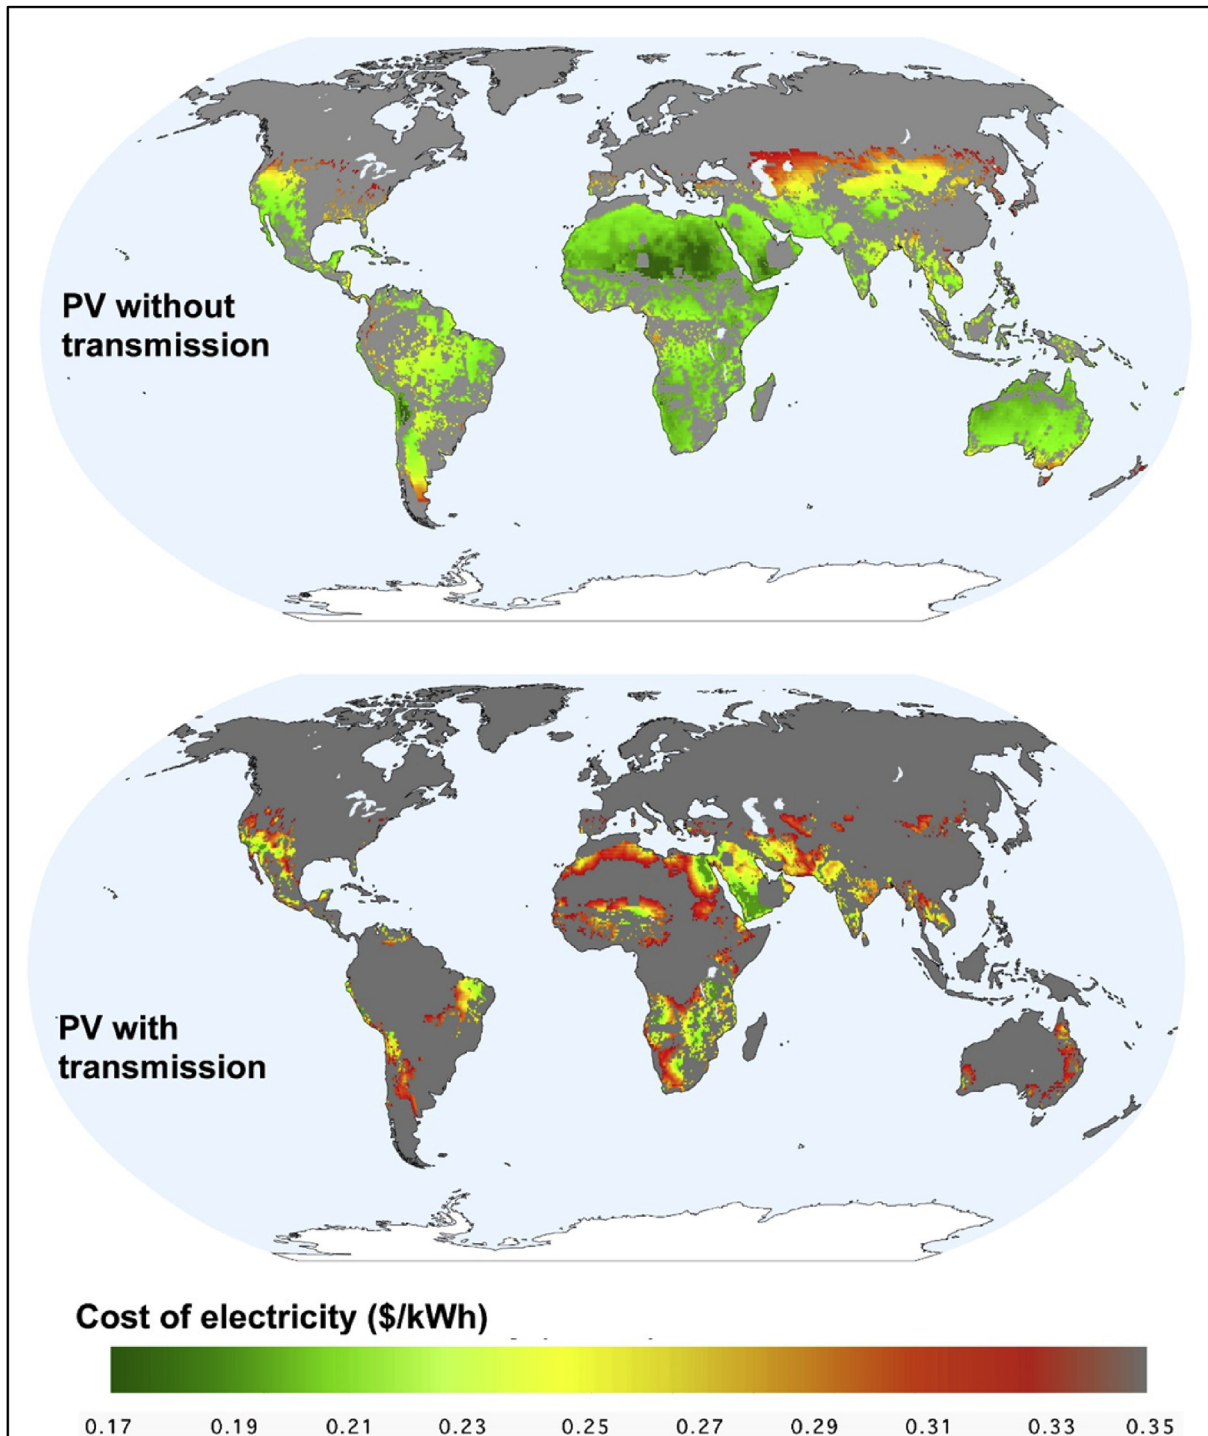 PV without
transmission
PV with
transmission
Cost of electricity ($/kWh)
0.17 0.19 0.21 0.23 0.25 0.27 0.29 0.31 0.33 0.35